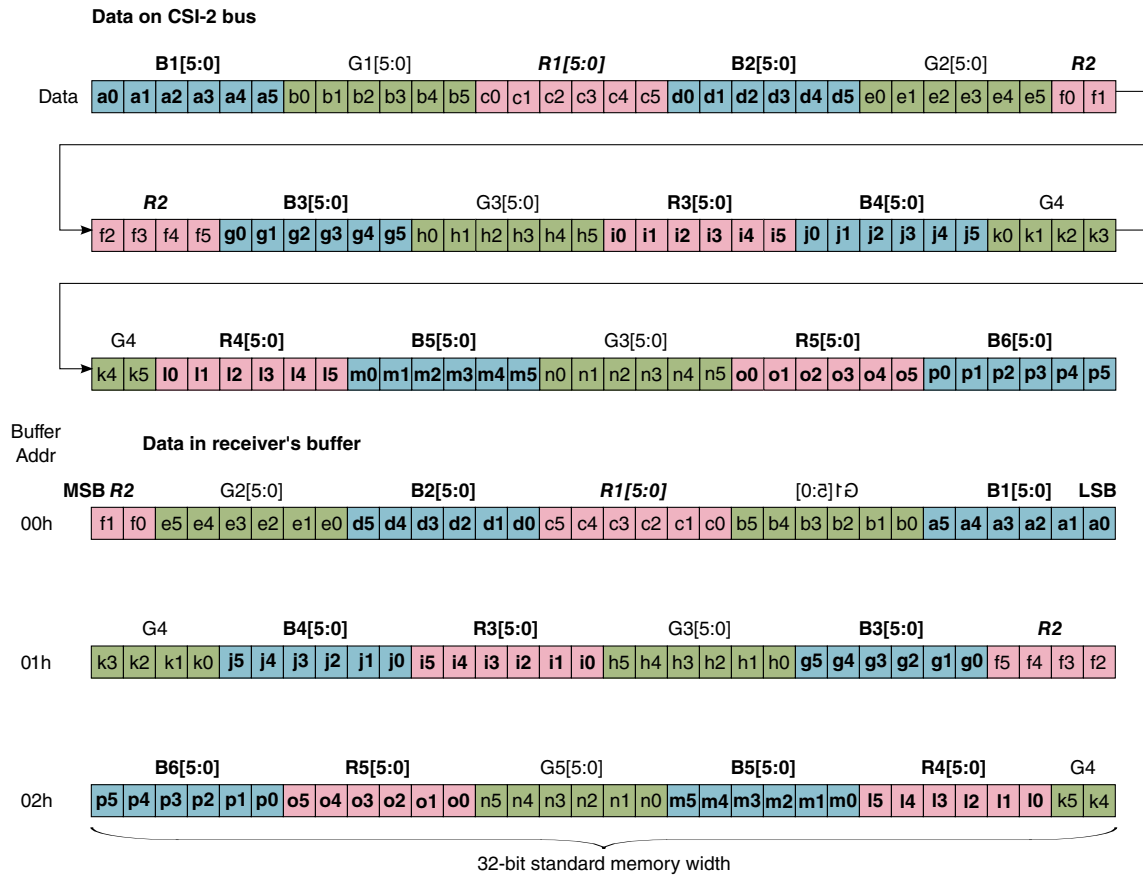 Data on CSI-2 bus
B1[5:0] G1[5:0] R1[5:0] B2[5:0] G2[5:0] R2
Data a0 a1 a2 a3 a4 a5 b0 b1 b2 b3 b4 b5 c0 c1 c2 c3 c4 c5 d0 d1 d2 d3 d4 d5 e0 e1 e2 e3 e4 e5 f0 f1
R2 B3[5:0] G3[5:0] R3[5:0] B4[5:0] G4
f2 f3 f4 f5 g0 g1 g2 g3 g4 g5 h0 h1 h2 h3 h4 h5 i0 i1 i2 i3 i4 i5 j0 j1 j2 j3 j4 j5 k0 k1 k2 k3
G4 R4[5:0] B5[5:0] G3[5:0] R5[5:0] B6[5:0]
k4 k5 l0 l1 l2 l3 l4 l5 m0 m1 m2 m3 m4 m5 n0 n1 n2 n3 n4 n5 o0 o1 o2 o3 o4 o5 p0 p1 p2 p3 p4 p5
Buffer
Addr
Data in receiver's buffer
MSB R2 G2[5:0] B2[5:0] R1[5:0] G1[5:0] B1[5:0] LSB
00h f1 f0 e5 e4 e3 e2 e1 e0 d5 d4 d3 d2 d1 d0 c5 c4 c3 c2 c1 c0 b5 b4 b3 b2 b1 b0 a5 a4 a3 a2 a1 a0
G4 B4[5:0] R3[5:0] G3[5:0] B3[5:0] R2
01h k3 k2 k1 k0 j5 j4 j3 j2 j1 j0 i5 i4 i3 i2 i1 i0 h5 h4 h3 h2 h1 h0 g5 g4 g3 g2 g1 g0 f5 f4 f3 f2
B6[5:0] R5[5:0] G5[5:0] B5[5:0] R4[5:0] G4
02h p5 p4 p3 p2 p1 p0 o5 o4 o3 o2 o1 o0 n5 n4 n3 n2 n1 n0 m5 m4 m3 m2 m1 m0 l5 l4 l3 l2 l1 l0 k5 k4
32-bit standard memory width